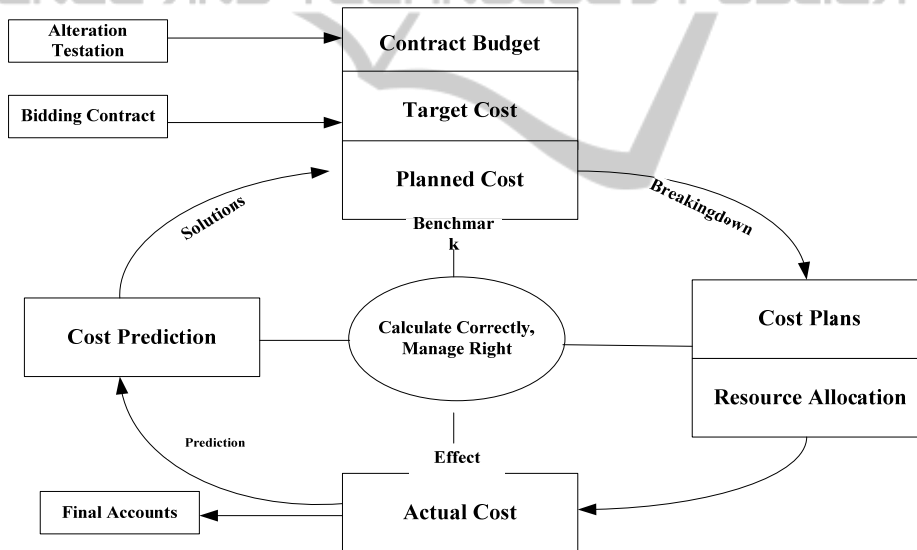 Alteration
Testation
Contract Budget
Bidding Contract
Target Cost
Planned Cost
Solutions
Breakingdown
Benchmar
k
Cost Prediction
Calculate Correctly,
Manage Right
Cost Plans
Resource Allocation
Prediction
Effect
Final Accounts
Actual Cost